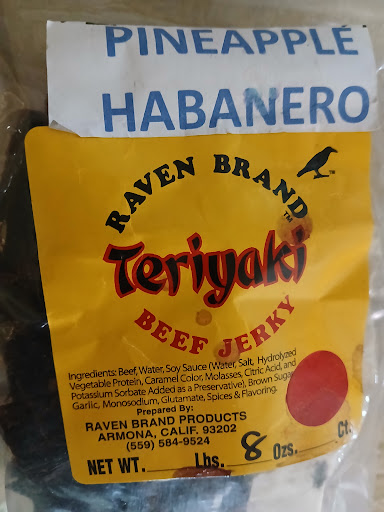 PINEAPPLE
HABANERO
RAVEN BRAND™
Teriyaki
BEEF JERKY
Ingredients: Beef, Water, Soy Sauce (Water, Salt, Hydrolyzed
Vegetable Protein, Caramel Color, Molasses, Citric Acid, and
Potassium Sorbate Added as a Preservative), Brown Sugar
Garlic, Monosodium, Glutamate, Spices & Flavoring.
Prepared By:
RAVEN BRAND PRODUCTS
ARMONA, CALIF. 93202
(559) 584-9524
NET WT. Lbs. 8 Ozs. Ct.